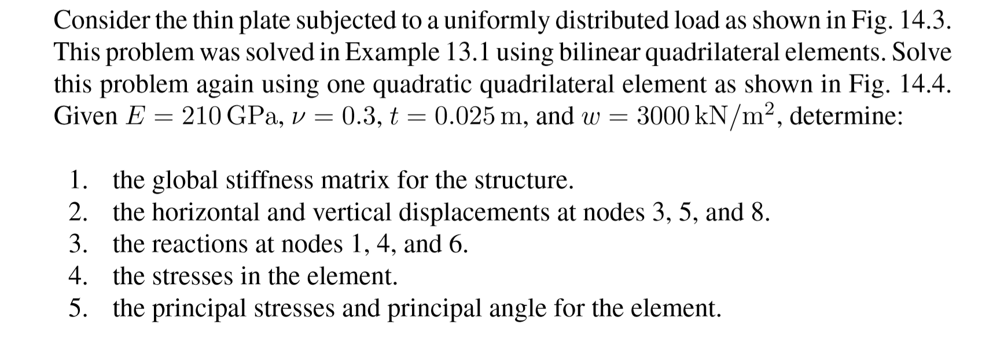 Consider the thin plate subjected to a uniformly distributed load as shown in Fig. 14.3.
This problem was solved in Example 13.1 using bilinear quadrilateral elements. Solve
this problem again using one quadratic quadrilateral element as shown in Fig. 14.4.
Given E = 210 GPa, ν = 0.3, t = 0.025 m, and w = 3000 kN/m², determine:
1. the global stiffness matrix for the structure.
2. the horizontal and vertical displacements at nodes 3, 5, and 8.
3. the reactions at nodes 1, 4, and 6.
4. the stresses in the element.
5. the principal stresses and principal angle for the element.